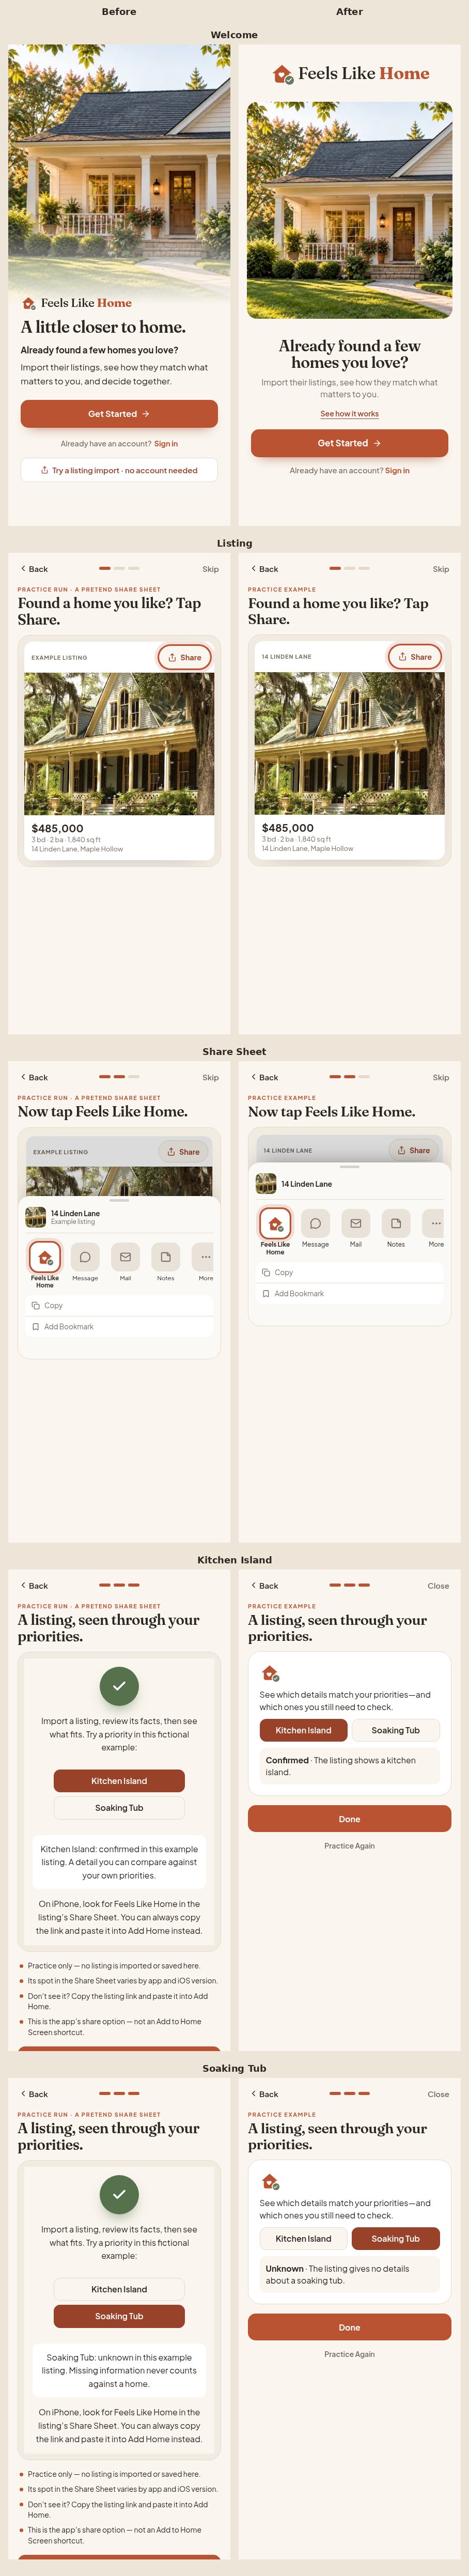 Before
After
Welcome
Feels Like Home
A little closer to home.
Already found a few homes you love?
Import their listings, see how they match what
matters to you, and decide together.
Get Started →
Already have an account? Sign in
Try a listing import · no account needed
Feels Like Home
Already found a few
homes you love?
Import their listings, see how they match what
matters to you.
See how it works
Get Started →
Already have an account? Sign in
Listing
Back
Skip
PRACTICE RUN · A PRETEND SHARE SHEET
Found a home you like? Tap
Share.
EXAMPLE LISTING
Share
$485,000
3 bd · 2 ba · 1,840 sq ft
14 Linden Lane, Maple Hollow
Back
Skip
PRACTICE EXAMPLE
Found a home you like? Tap
Share.
14 LINDEN LANE
Share
$485,000
3 bd · 2 ba · 1,840 sq ft
14 Linden Lane, Maple Hollow
Share Sheet
Back
Skip
PRACTICE RUN · A PRETEND SHARE SHEET
Now tap Feels Like Home.
EXAMPLE LISTING
Share
14 Linden Lane
Example listing
Feels Like
Home
Message
Mail
Notes
More
Copy
Add Bookmark
Back
Skip
PRACTICE EXAMPLE
Now tap Feels Like Home.
14 LINDEN LANE
Share
14 Linden Lane
Feels Like
Home
Message
Mail
Notes
More
Copy
Add Bookmark
Kitchen Island
Back
PRACTICE RUN · A PRETEND SHARE SHEET
A listing, seen through your
priorities.
Import a listing, review its facts, then see
what fits. Try a priority in this fictional
example:
Kitchen Island
Soaking Tub
Kitchen Island: confirmed in this example
listing. A detail you can compare against
your own priorities.
On iPhone, look for Feels Like Home in the
listing's Share Sheet. You can always copy
the link and paste it into Add Home instead.
Practice only — no listing is imported or saved here.
Its spot in the Share Sheet varies by app and iOS version.
Don't see it? Copy the listing link and paste it into Add
Home.
This is the app's share option — not an Add to Home
Screen shortcut.
Back
Close
PRACTICE EXAMPLE
A listing, seen through your
priorities.
See which details match your priorities—and
which ones you still need to check.
Kitchen Island
Soaking Tub
Confirmed · The listing shows a kitchen
island.
Done
Practice Again
Soaking Tub
Back
PRACTICE RUN · A PRETEND SHARE SHEET
A listing, seen through your
priorities.
Import a listing, review its facts, then see
what fits. Try a priority in this fictional
example:
Kitchen Island
Soaking Tub
Soaking Tub: unknown in this example
listing. Missing information never counts
against a home.
On iPhone, look for Feels Like Home in the
listing's Share Sheet. You can always copy
the link and paste it into Add Home instead.
Practice only — no listing is imported or saved here.
Its spot in the Share Sheet varies by app and iOS version.
Don't see it? Copy the listing link and paste it into Add
Home.
This is the app's share option — not an Add to Home
Screen shortcut.
Back
Close
PRACTICE EXAMPLE
A listing, seen through your
priorities.
See which details match your priorities—and
which ones you still need to check.
Kitchen Island
Soaking Tub
Unknown · The listing gives no details
about a soaking tub.
Done
Practice Again